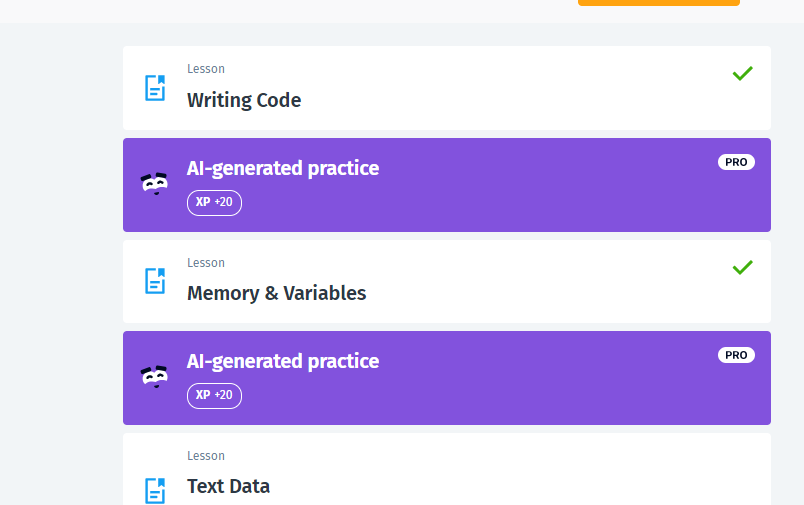 Lesson
Writing Code
AI-generated practice
PRO
XP +20
Lesson
Memory & Variables
AI-generated practice
PRO
XP +20
Lesson
Text Data